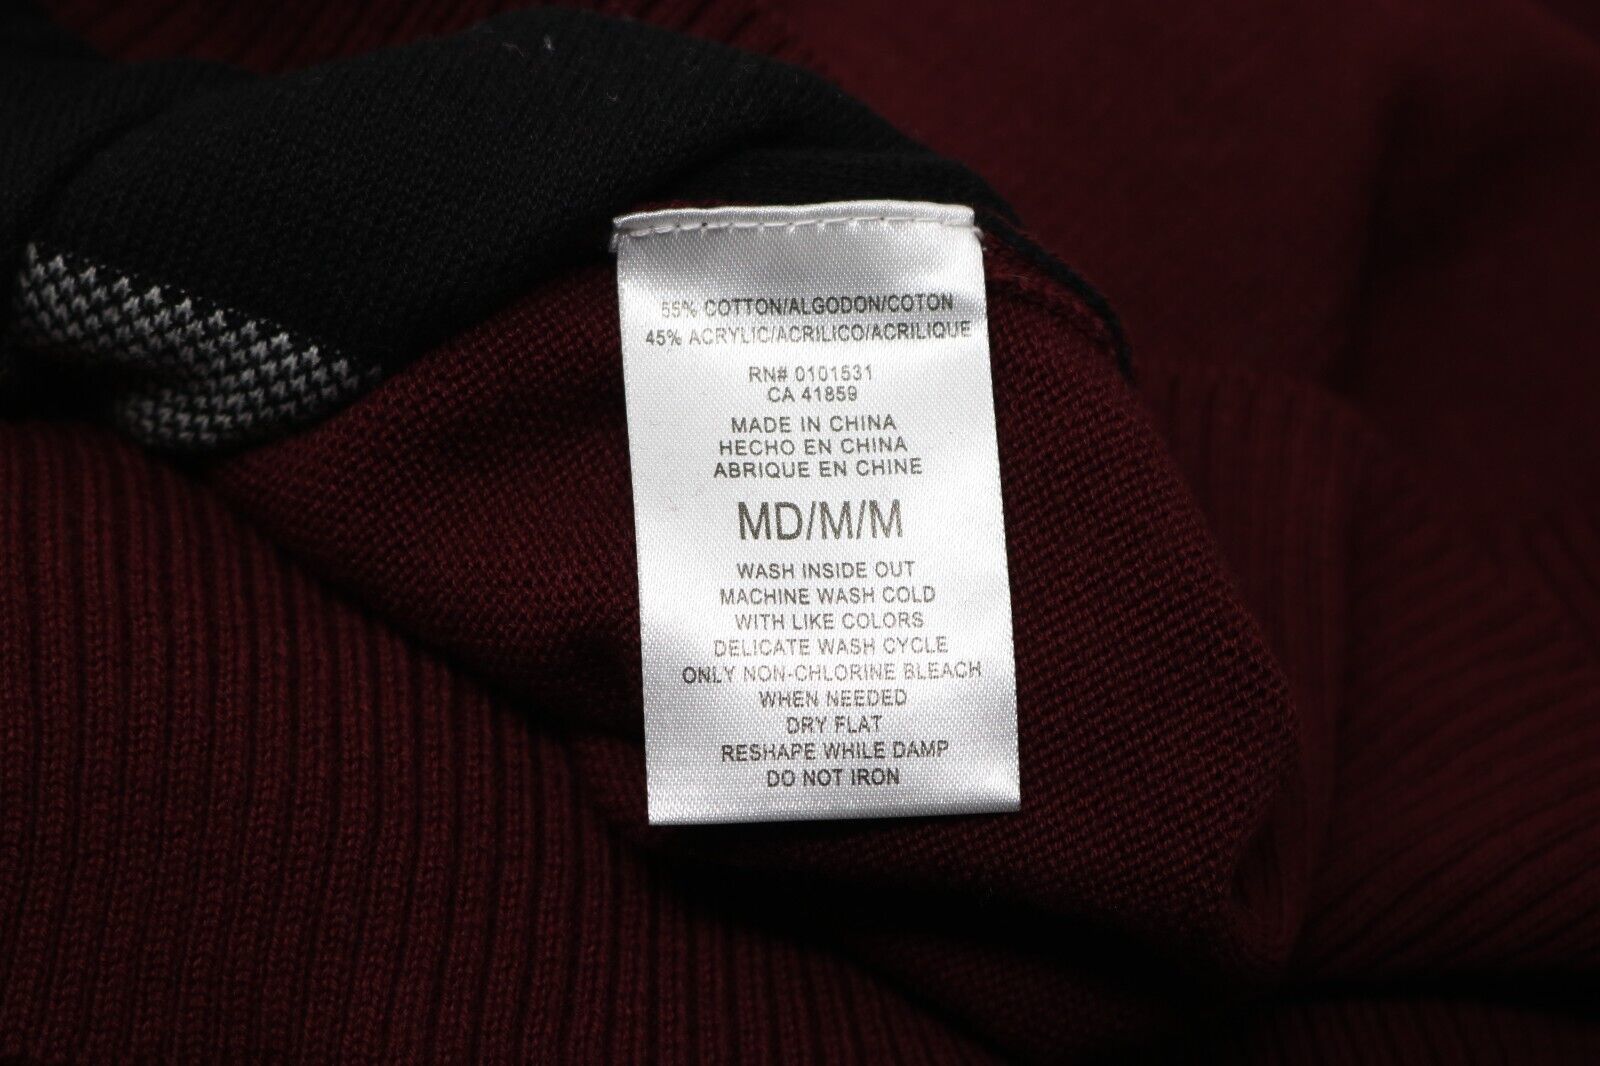 55% COTTON/ALGODON/COTON
45% ACRYLIC/ACRILICO/ACRILIQUE
RN# 0101531
CA 41859
MADE IN CHINA
HECHO EN CHINA
ABRIQUE EN CHINE
MD/M/M
WASH INSIDE OUT
MACHINE WASH COLD
WITH LIKE COLORS
DELICATE WASH CYCLE
ONLY NON-CHLORINE BLEACH
WHEN NEEDED
DRY FLAT
RESHAPE WHILE DAMP
DO NOT IRON